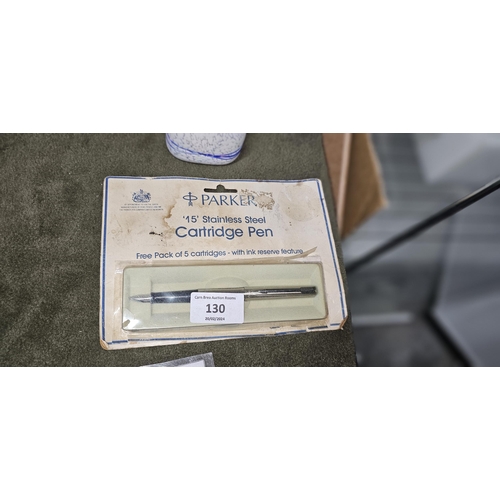 PARKER
'15' Stainless Steel
Cartridge Pen
Free Pack of 5 cartridges - with ink reserve feature
130